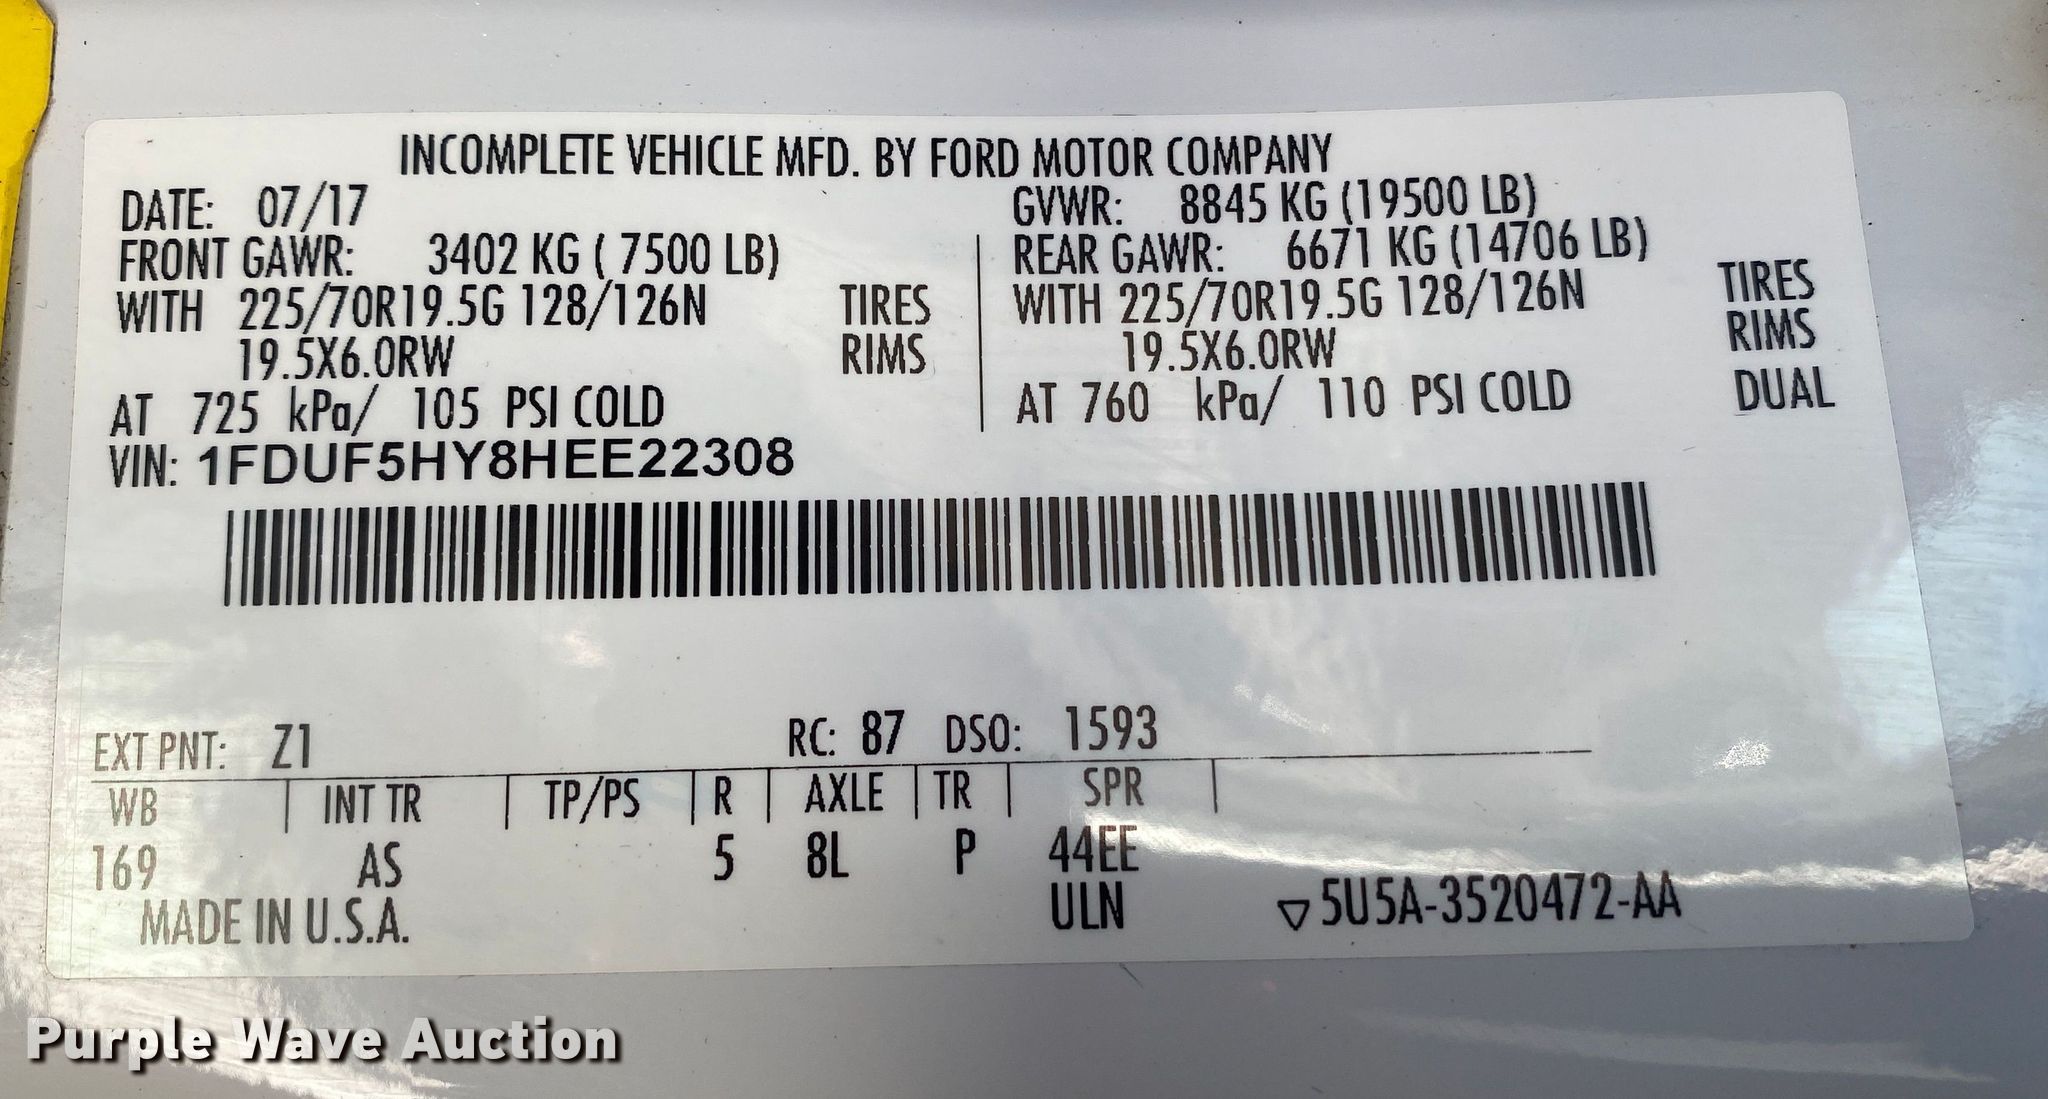 INCOMPLETE VEHICLE MFD. BY FORD MOTOR COMPANY
DATE: 07/17
GVWR: 8845 KG (19500 LB)
FRONT GAWR: 3402 KG ( 7500 LB)
WITH 225/70R19.5G 128/126N TIRES
19.5X6.0RW RIMS
AT 725 kPa/ 105 PSI COLD
REAR GAWR: 6671 KG (14706 LB)
WITH 225/70R19.5G 128/126N TIRES
19.5X6.0RW RIMS
AT 760 kPa/ 110 PSI COLD DUAL
VIN: 1FDUF5HY8HEE22308
EXT PNT: Z1 RC: 87 DSO: 1593
WB | INT TR | TP/PS | R | AXLE | TR | SPR |
169 AS 5 8L P 44EE
ULN
MADE IN U.S.A. ▽5U5A-3520472-AA
Purple Wave Auction